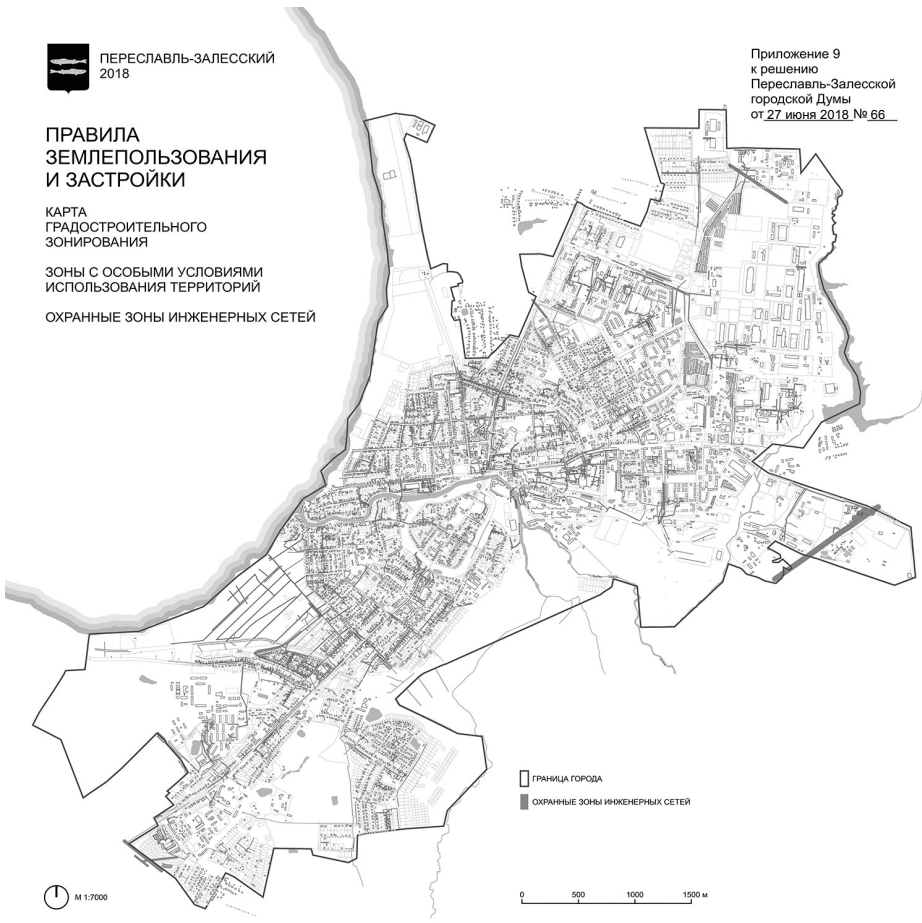 ПЕРЕСЛАВЛЬ-ЗАЛЕССКИЙ
2018
Приложение 9
к решению
Переславль-Залесской
городской Думы
от 27 июня 2018 № 66
ПРАВИЛА
ЗЕМЛЕПОЛЬЗОВАНИЯ
И ЗАСТРОЙКИ
КАРТА
ГРАДОСТРОИТЕЛЬНОГО
ЗОНИРОВАНИЯ
ЗОНЫ С ОСОБЫМИ УСЛОВИЯМИ
ИСПОЛЬЗОВАНИЯ ТЕРРИТОРИЙ
ОХРАННЫЕ ЗОНЫ ИНЖЕНЕРНЫХ СЕТЕЙ
ГРАНИЦА ГОРОДА
ОХРАННЫЕ ЗОНЫ ИНЖЕНЕРНЫХ СЕТЕЙ
М 1:7000
0 500 1000 1500 м